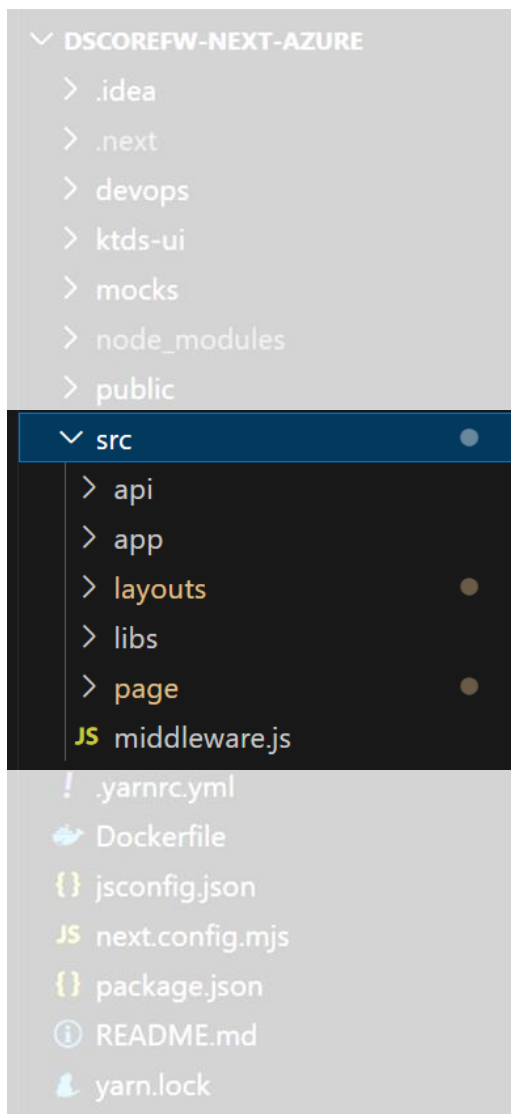 DSCOREFW-NEXT-AZURE
.idea
.next
devops
ktds-ui
mocks
node_modules
public
src
api
app
layouts
libs
page
JS middleware.js
! .yarnrc.yml
Dockerfile
{} jsconfig.json
JS next.config.mjs
{} package.json
README.md
yarn.lock